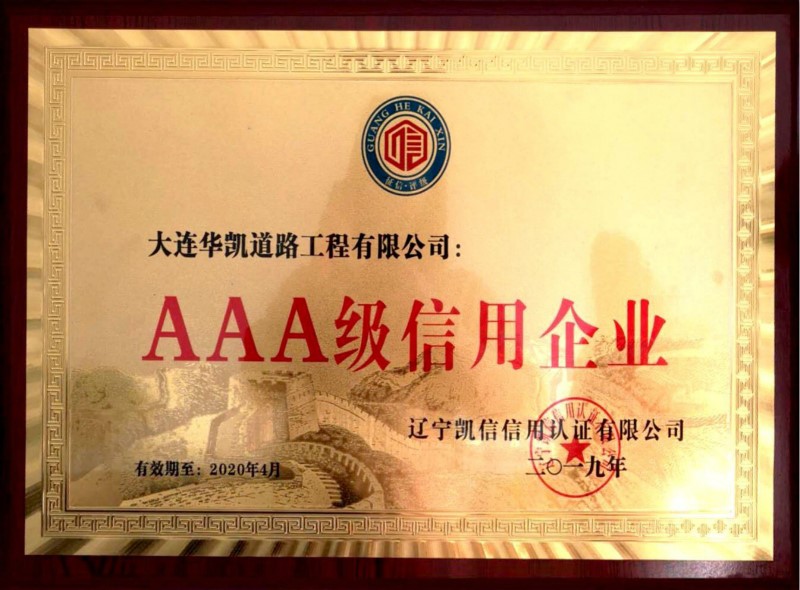 GUANG HE KAI XIN
大连华凯道路工程有限公司：
AAA级信用企业
辽宁凯信信用认证有限公司
有效期至：2020年4月
二〇一九年